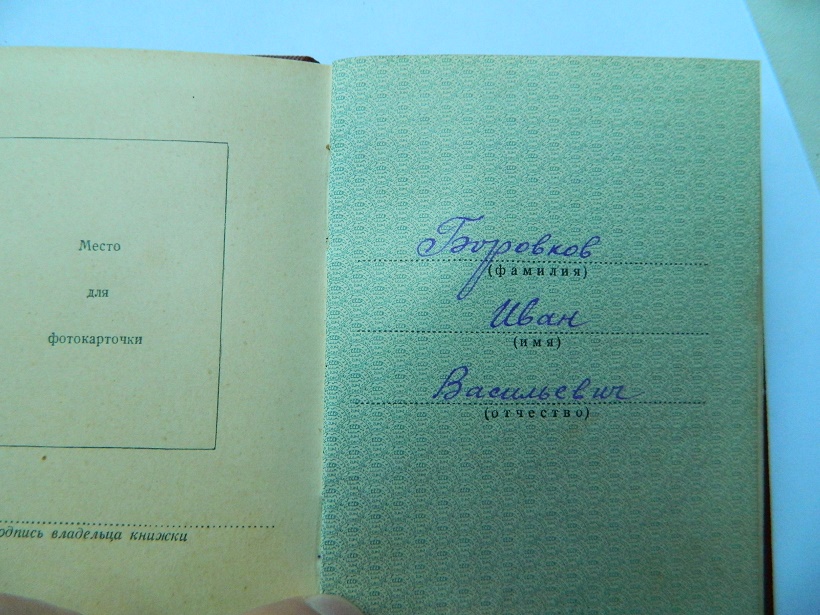 Место
для
фотокарточки
одпись владельца книжки
Боровков
(фамилия)
Иван
(имя)
Васильевич
(отчество)